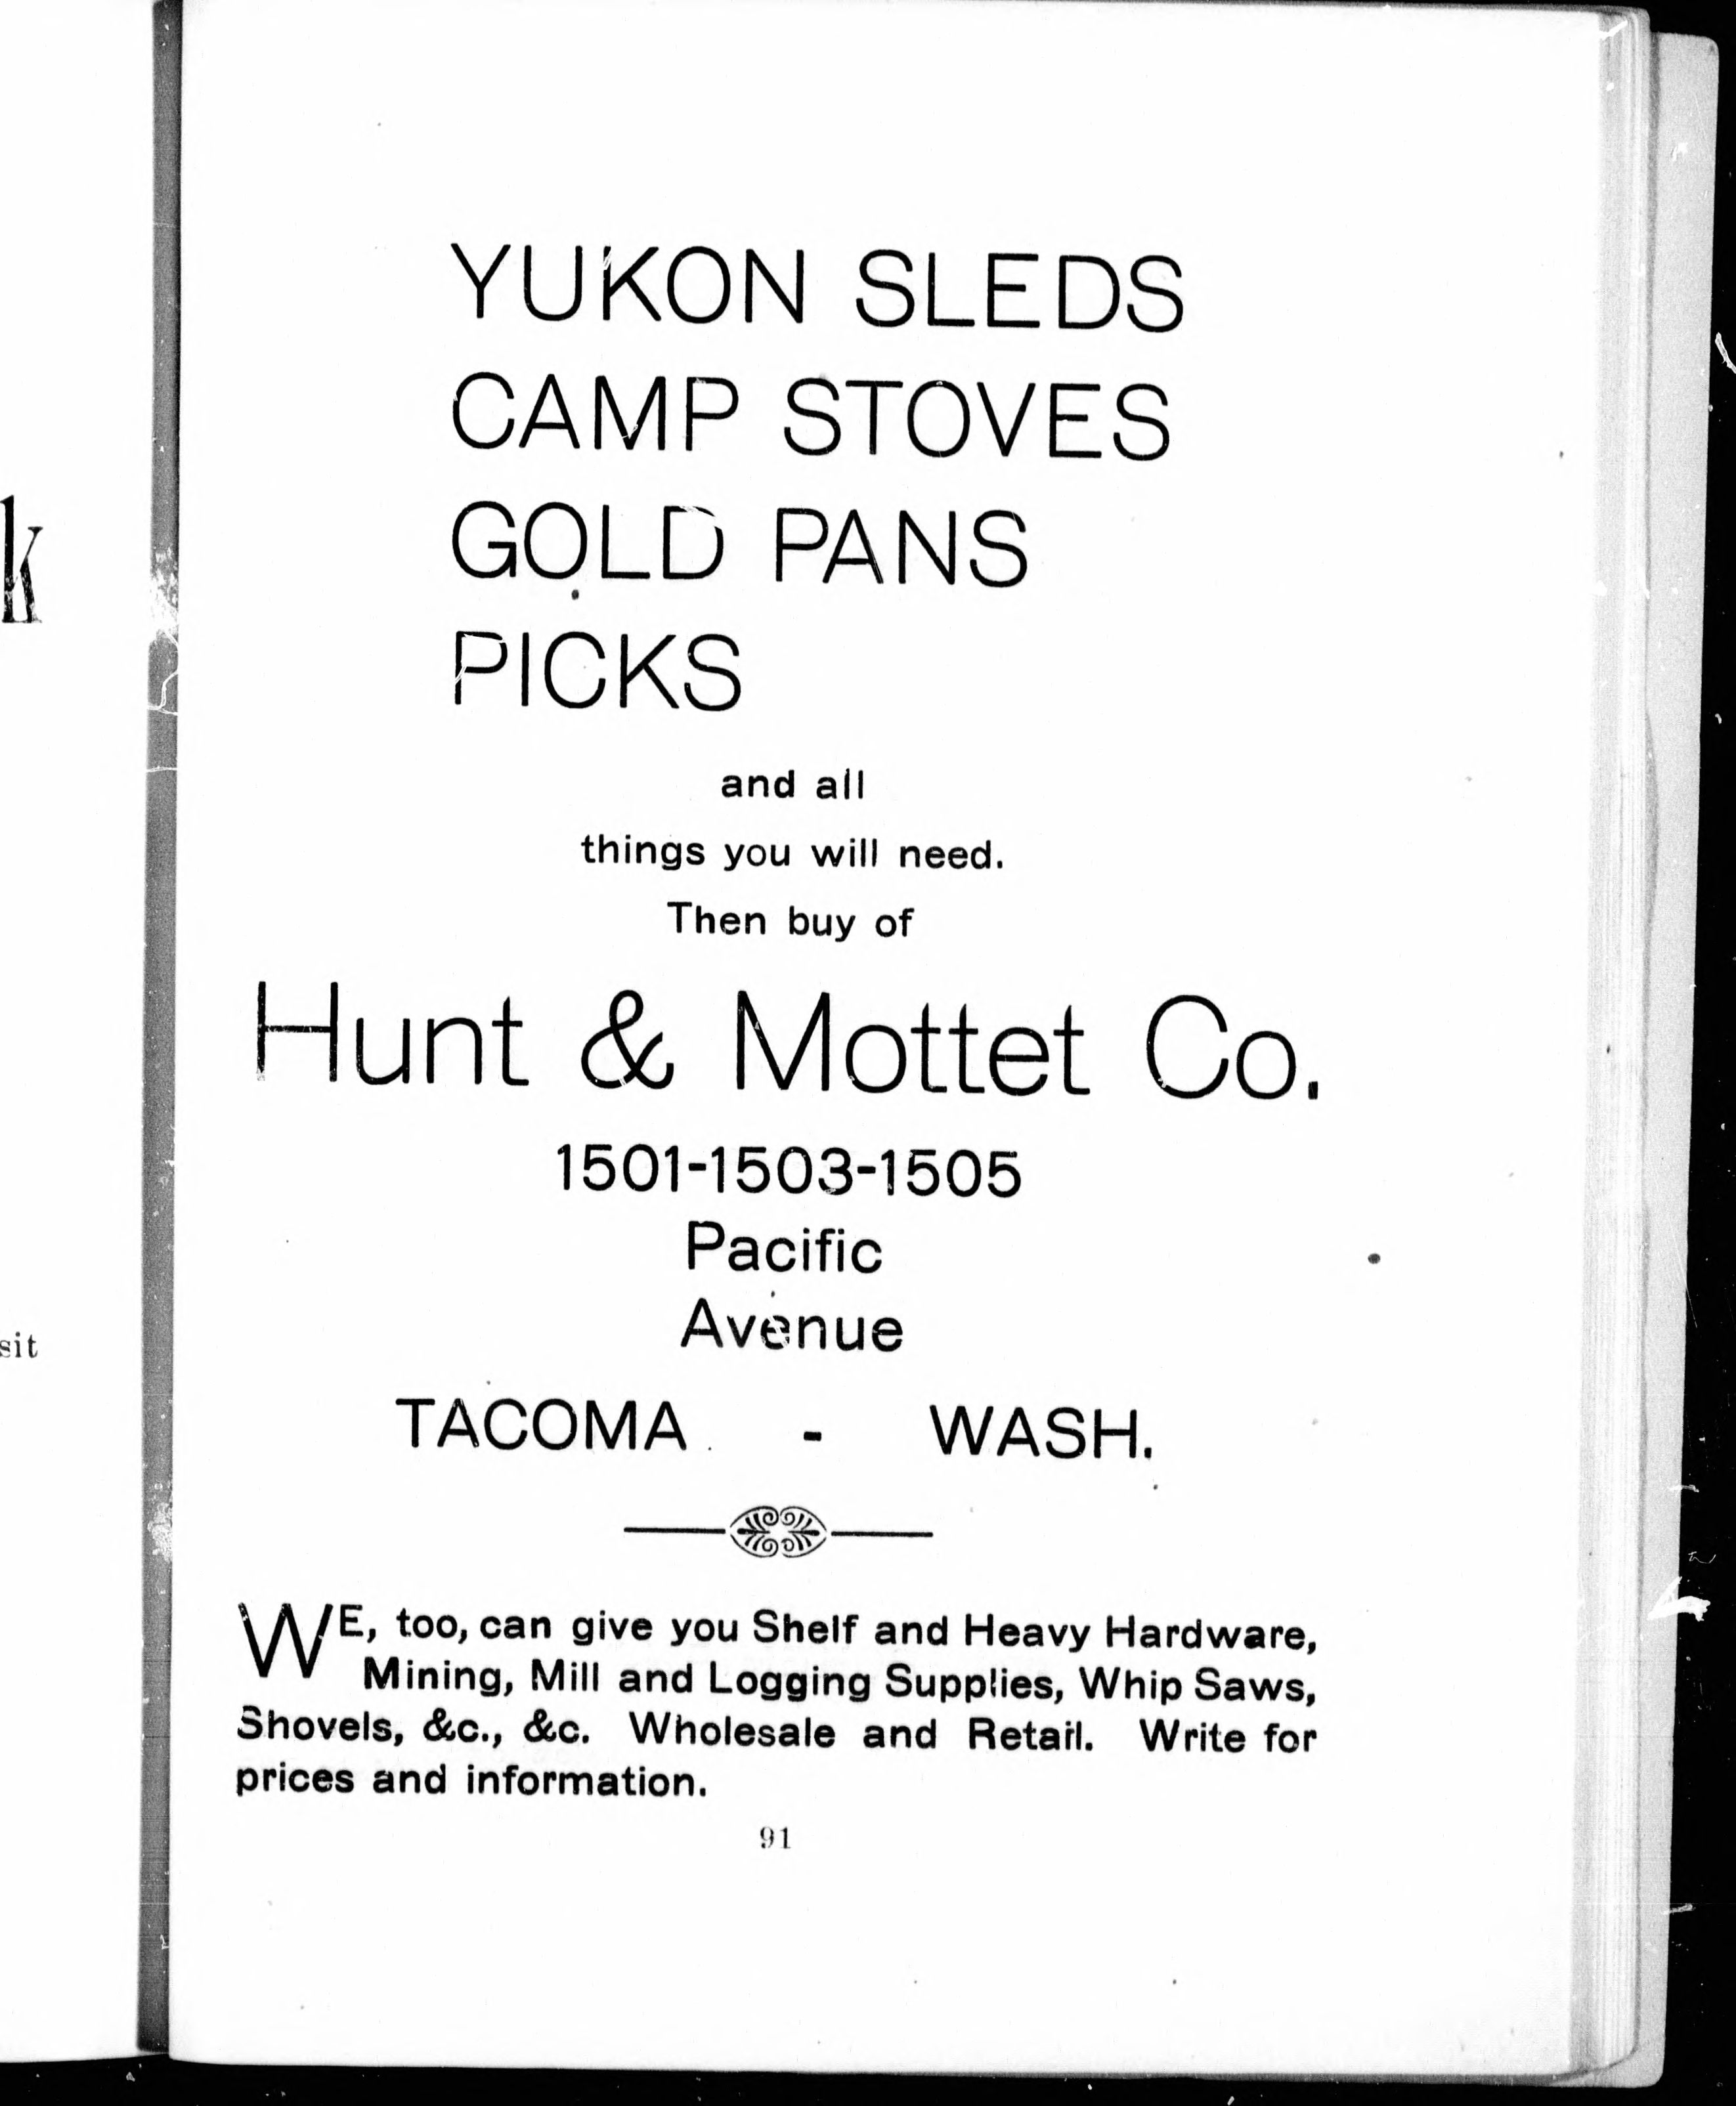 YUKON SLEDS
CAMP STOVES
GOLD PANS
PICKS
and all
things you will need.
Then buy of
Hunt & Mottet Co.
1501-1503-1505
Pacific
Avenue
TACOMA - WASH.
WE, too, can give you Shelf and Heavy Hardware,
Mining, Mill and Logging Supplies, Whip Saws,
Shovels, &c., &c. Wholesale and Retail. Write for
prices and information.
91
k
sit